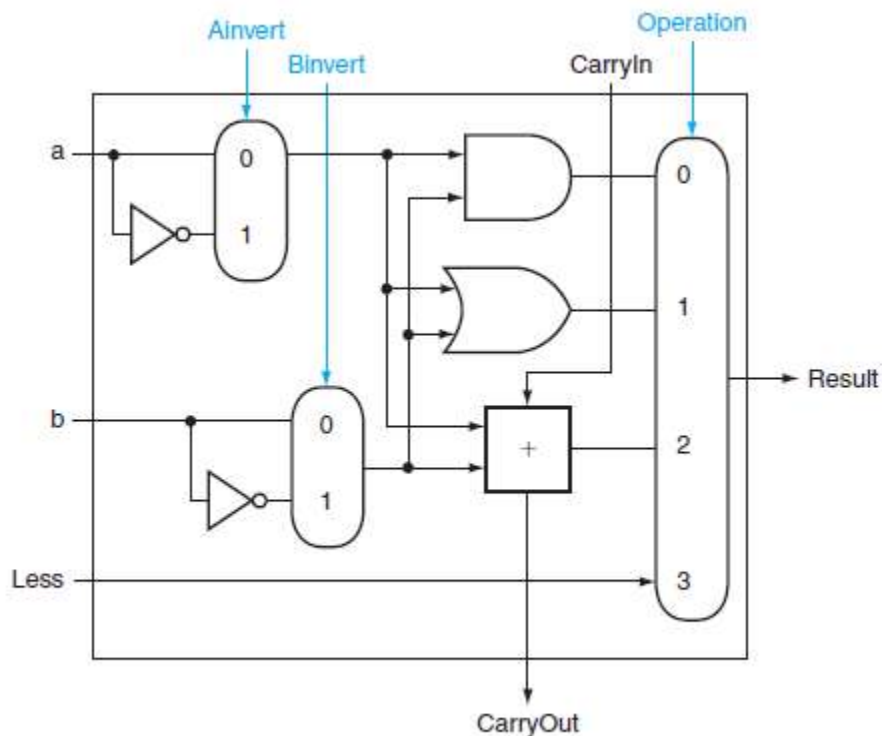 Ainvert
Operation
Binvert
CarryIn
a
0
0
1
1
b
0
+
2
1
Result
Less
3
CarryOut